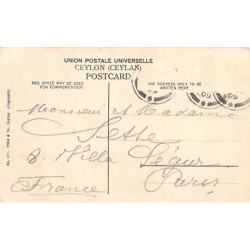 UNION POSTALE UNIVERSELLE
CEYLON (CEYLAN)
POSTCARD
THIS SPACE MAY BE USED
FOR COMMUNICATION.
THE ADDRESS ONLY TO BE
WRITTEN HERE
Monsieur et Madame
Sette
8. Villa Ségur
Paris
France